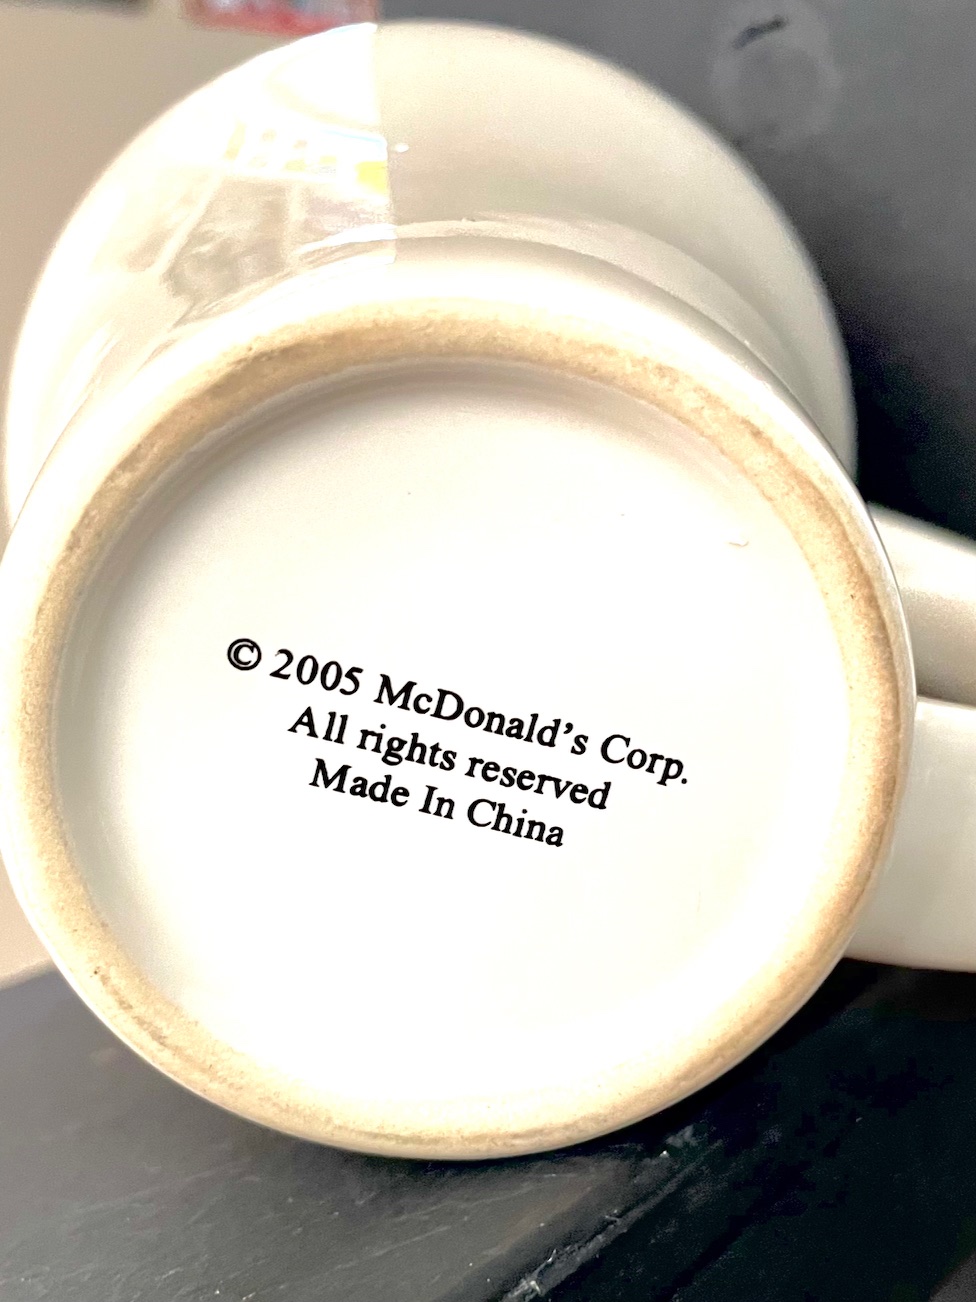 © 2005 McDonald's Corp.
All rights reserved
Made In China